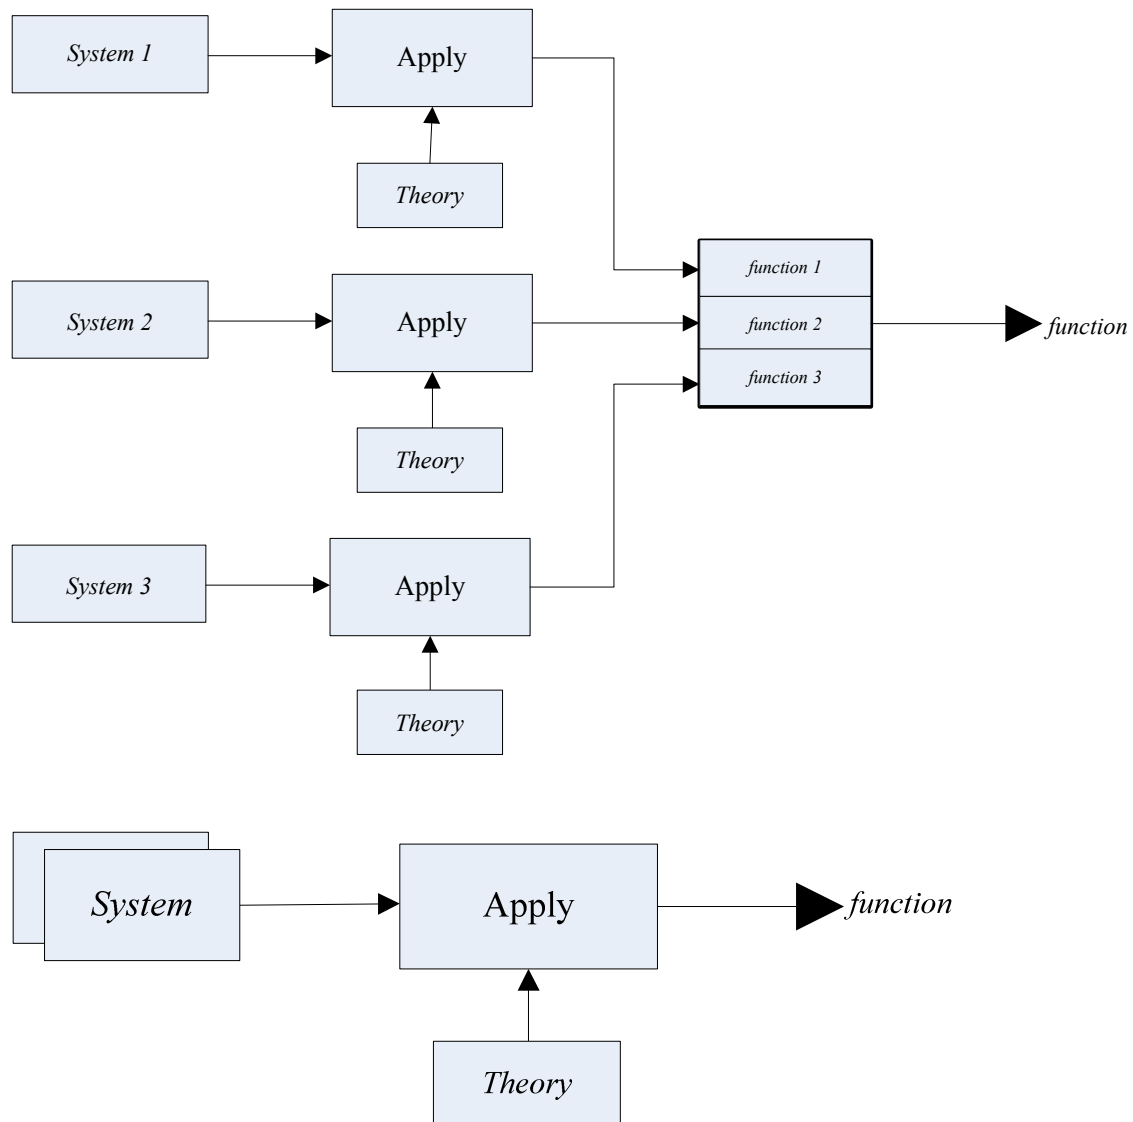 System 1
Apply
Theory
function 1
System 2
Apply
function 2
function
function 3
Theory
System 3
Apply
Theory
System
Apply
function
Theory